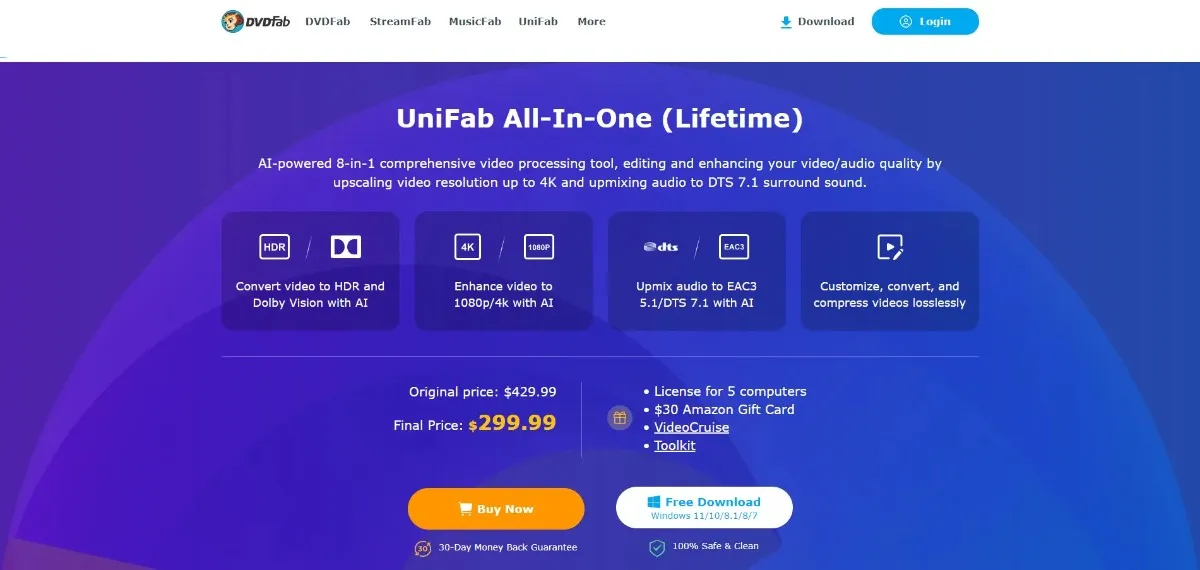 DVDFab
DVDFab
StreamFab
MusicFab
UniFab
More
Download
Login
UniFab All-In-One (Lifetime)
AI-powered 8-in-1 comprehensive video processing tool, editing and enhancing your video/audio quality by
upscaling video resolution up to 4K and upmixing audio to DTS 7.1 surround sound.
HDR
Convert video to HDR and
Dolby Vision with AI
4K
1080P
Enhance video to
1080p/4k with AI
dts
EAC3
Upmix audio to EAC3
5.1/DTS 7.1 with AI
Customize, convert, and
compress videos losslessly
Original price: $429.99
Final Price: $299.99
• License for 5 computers
• $30 Amazon Gift Card
• VideoCruise
• Toolkit
Buy Now
30
30-Day Money Back Guarantee
Free Download
Windows 11/10/8.1/8/7
100% Safe & Clean